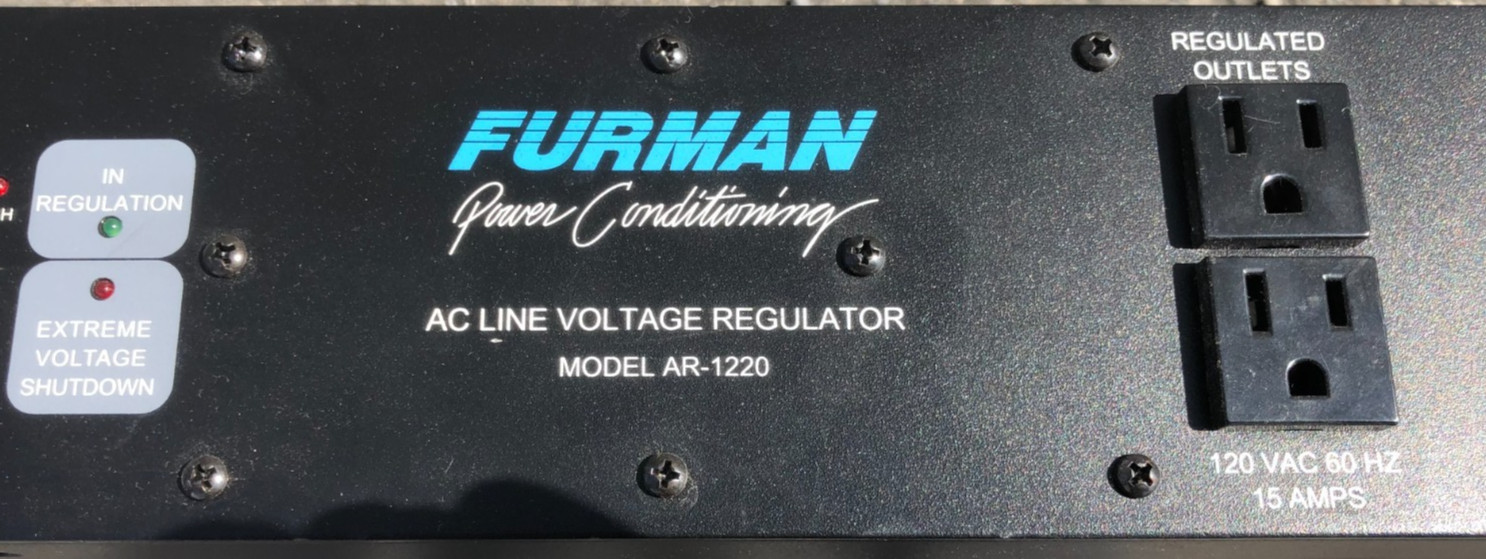 H
IN
REGULATION
EXTREME
VOLTAGE
SHUTDOWN
FURMAN
Power Conditioning
AC LINE VOLTAGE REGULATOR
MODEL AR-1220
REGULATED
OUTLETS
120 VAC 60 HZ
15 AMPS